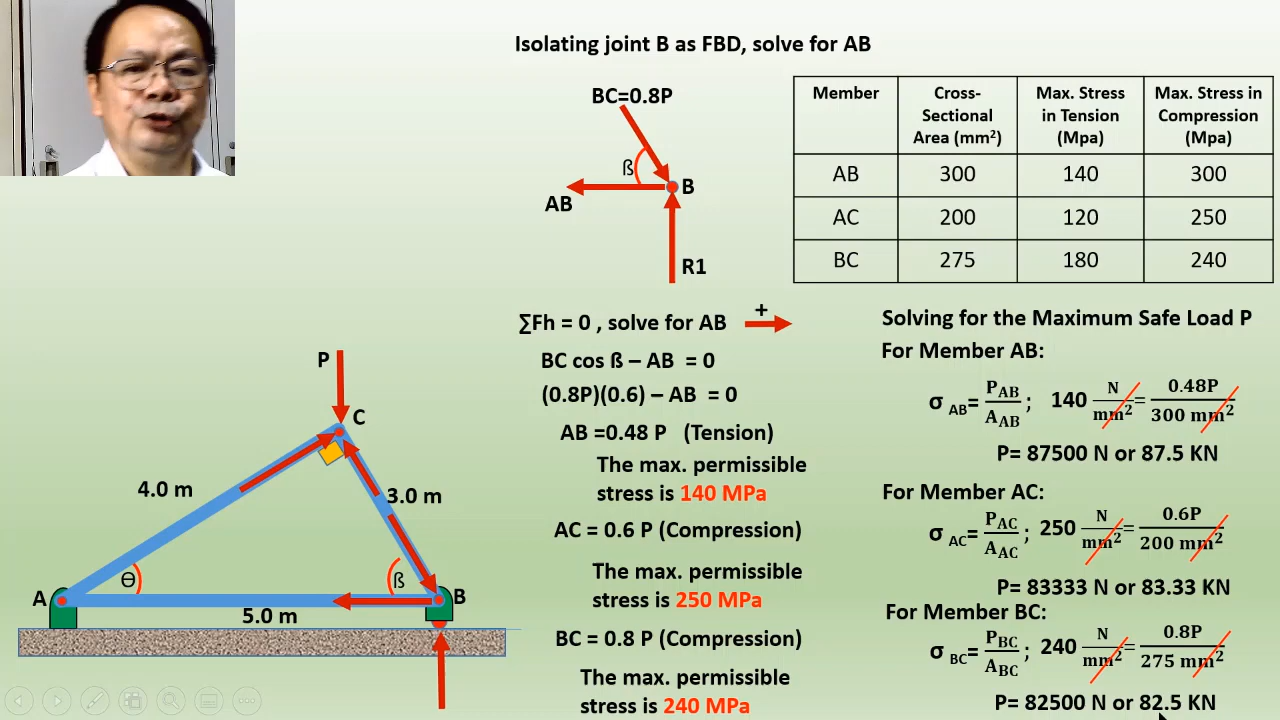 Isolating joint B as FBD, solve for AB
BC=0.8P
ß
B
AB
R1
Member Cross-Sectional Area (mm²) Max. Stress in Tension (Mpa) Max. Stress in Compression (Mpa)
AB 300 140 300
AC 200 120 250
BC 275 180 240
∑Fh = 0 , solve for AB +
BC cos ß – AB = 0
(0.8P)(0.6) – AB = 0
AB =0.48 P (Tension)
The max. permissible
stress is 140 MPa
AC = 0.6 P (Compression)
The max. permissible
stress is 250 MPa
BC = 0.8 P (Compression)
The max. permissible
stress is 240 MPa
Solving for the Maximum Safe Load P
For Member AB:
σ AB= P_AB/A_AB ; 140 N/mm² = 0.48P/300 mm²
P= 87500 N or 87.5 KN
For Member AC:
σ AC= P_AC/A_AC ; 250 N/mm² = 0.6P/200 mm²
P= 83333 N or 83.33 KN
For Member BC:
σ BC= P_BC/A_BC ; 240 N/mm² = 0.8P/275 mm²
P= 82500 N or 82.5 KN
P
C
4.0 m
3.0 m
Ѳ
ß
A
B
5.0 m